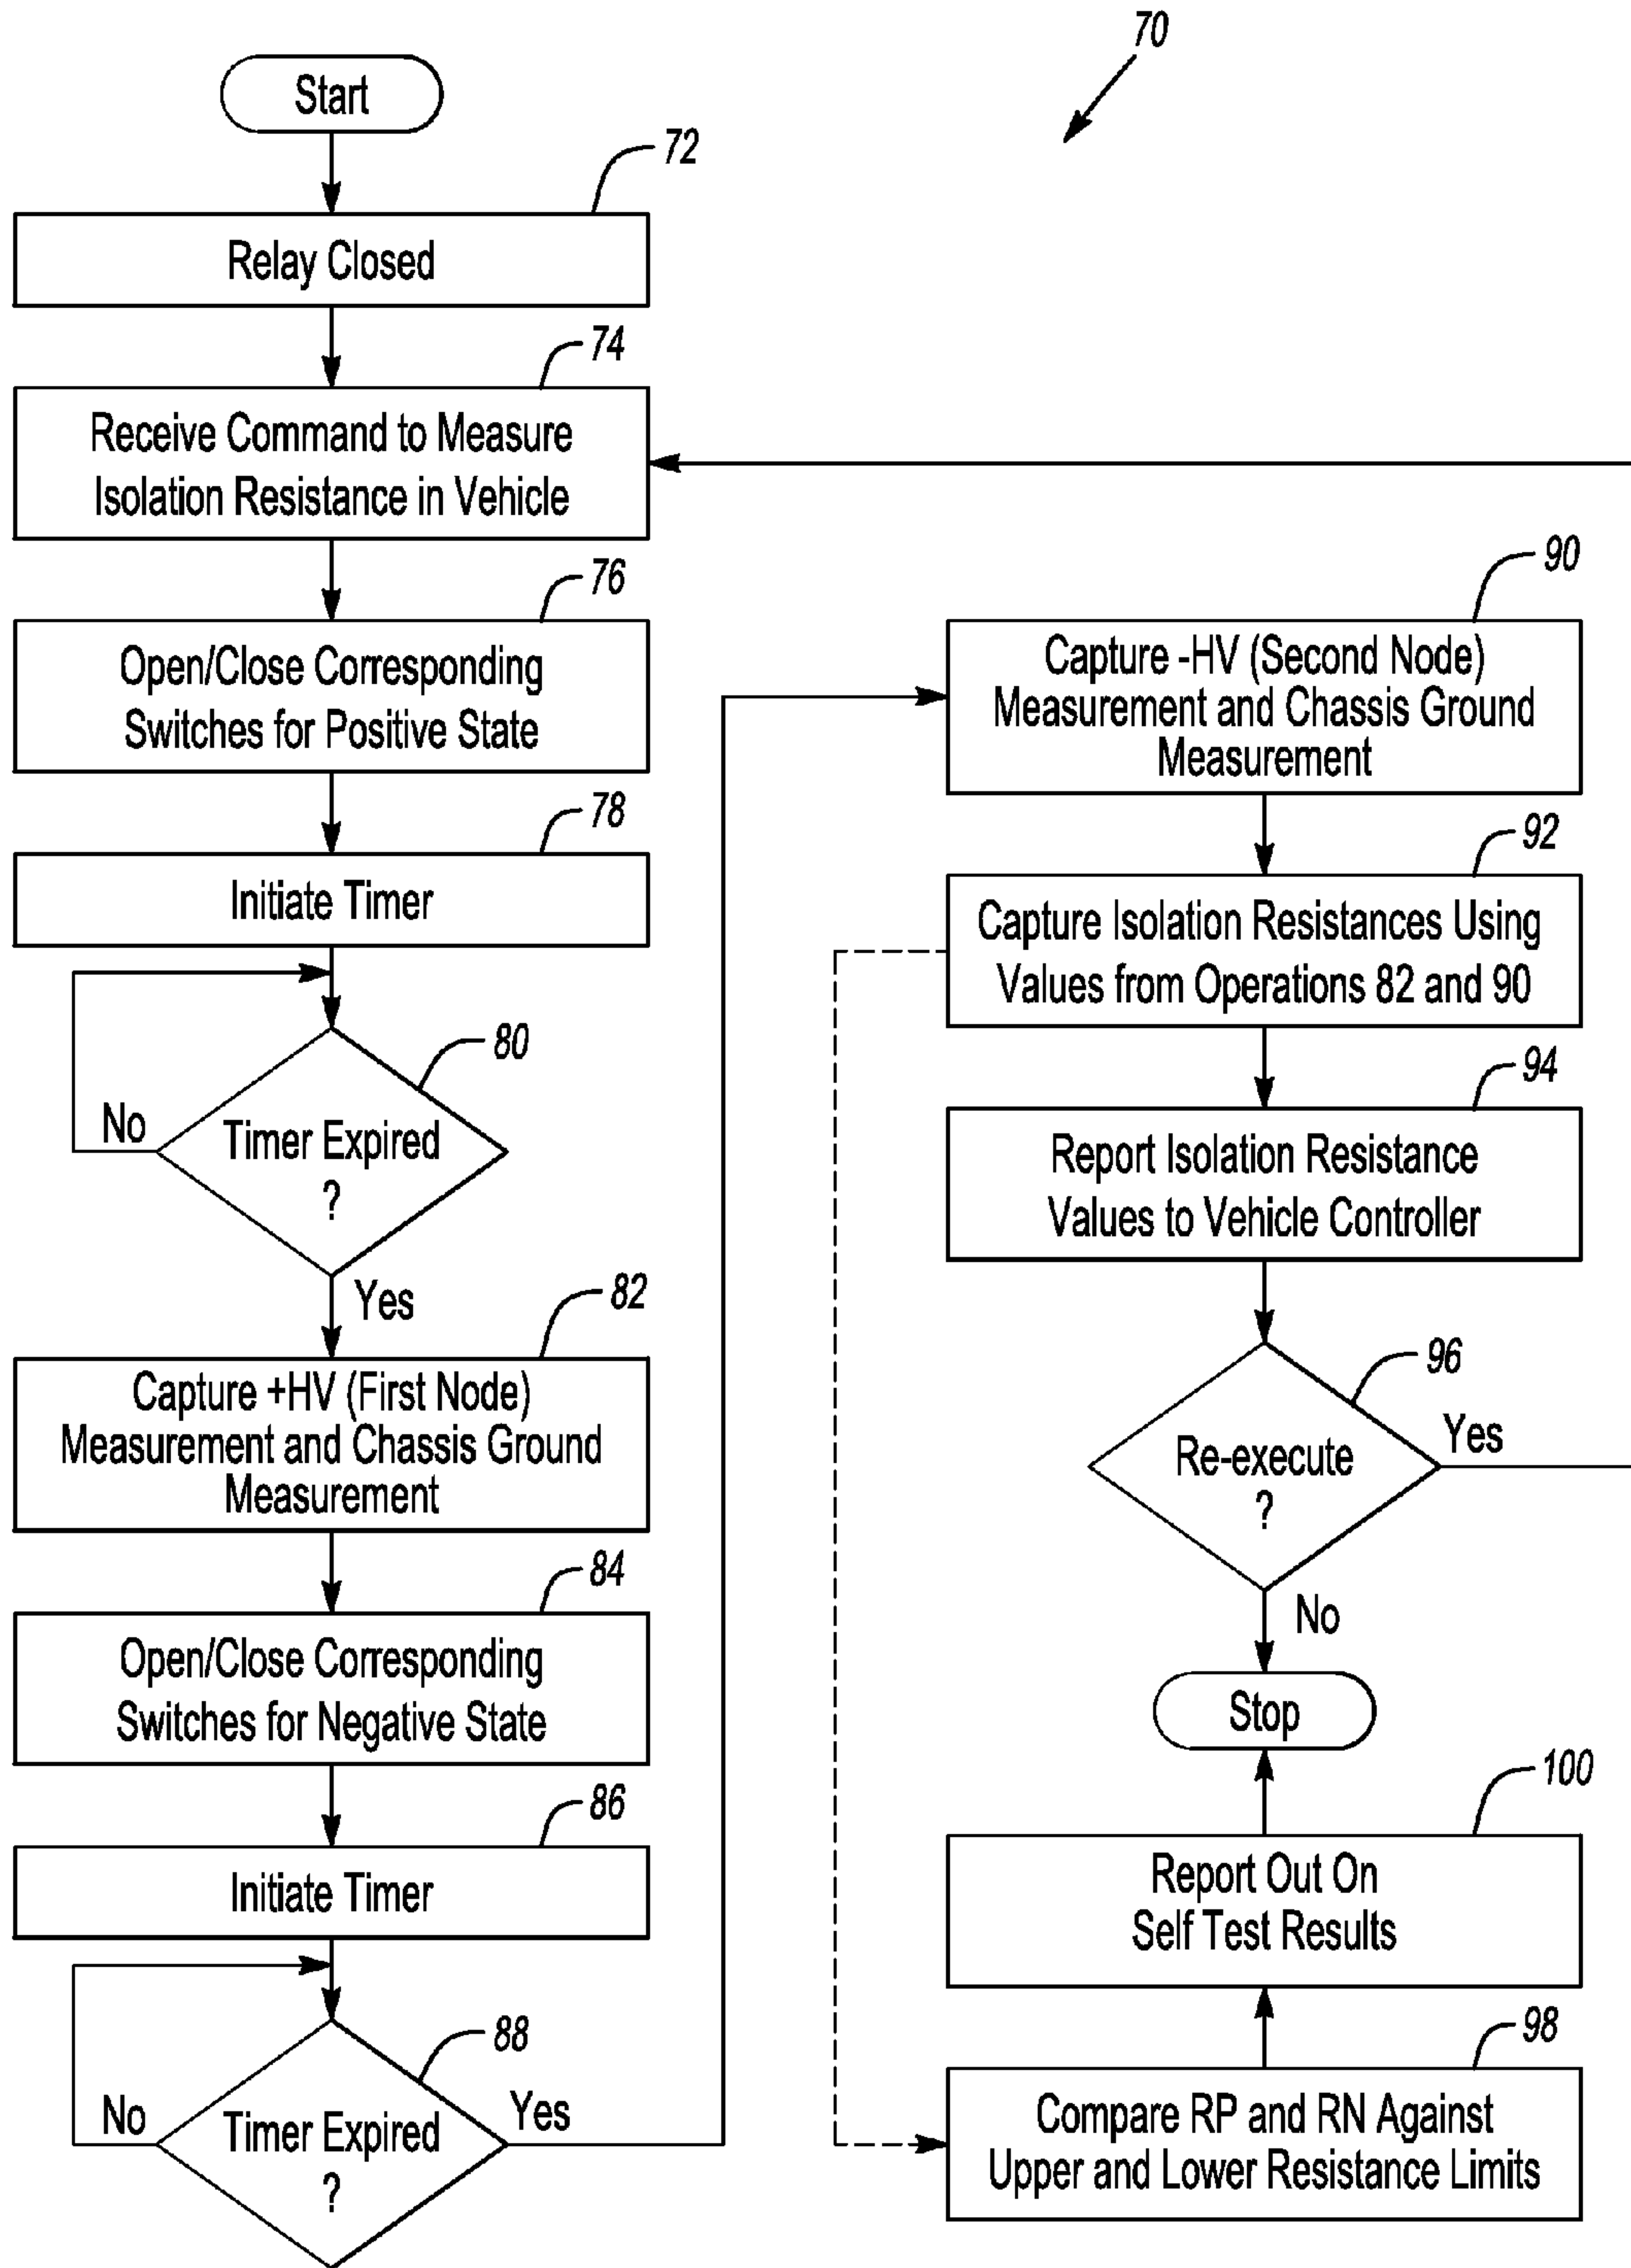 70
Start
72
Relay Closed
74
Receive Command to Measure
Isolation Resistance in Vehicle
76
Open/Close Corresponding
Switches for Positive State
78
Initiate Timer
80
No
Timer Expired
?
Yes
82
Capture +HV (First Node)
Measurement and Chassis Ground
Measurement
84
Open/Close Corresponding
Switches for Negative State
86
Initiate Timer
88
No
Timer Expired
?
Yes
90
Capture -HV (Second Node)
Measurement and Chassis Ground
Measurement
92
Capture Isolation Resistances Using
Values from Operations 82 and 90
94
Report Isolation Resistance
Values to Vehicle Controller
96
Re-execute
?
Yes
No
Stop
100
Report Out On
Self Test Results
98
Compare RP and RN Against
Upper and Lower Resistance Limits